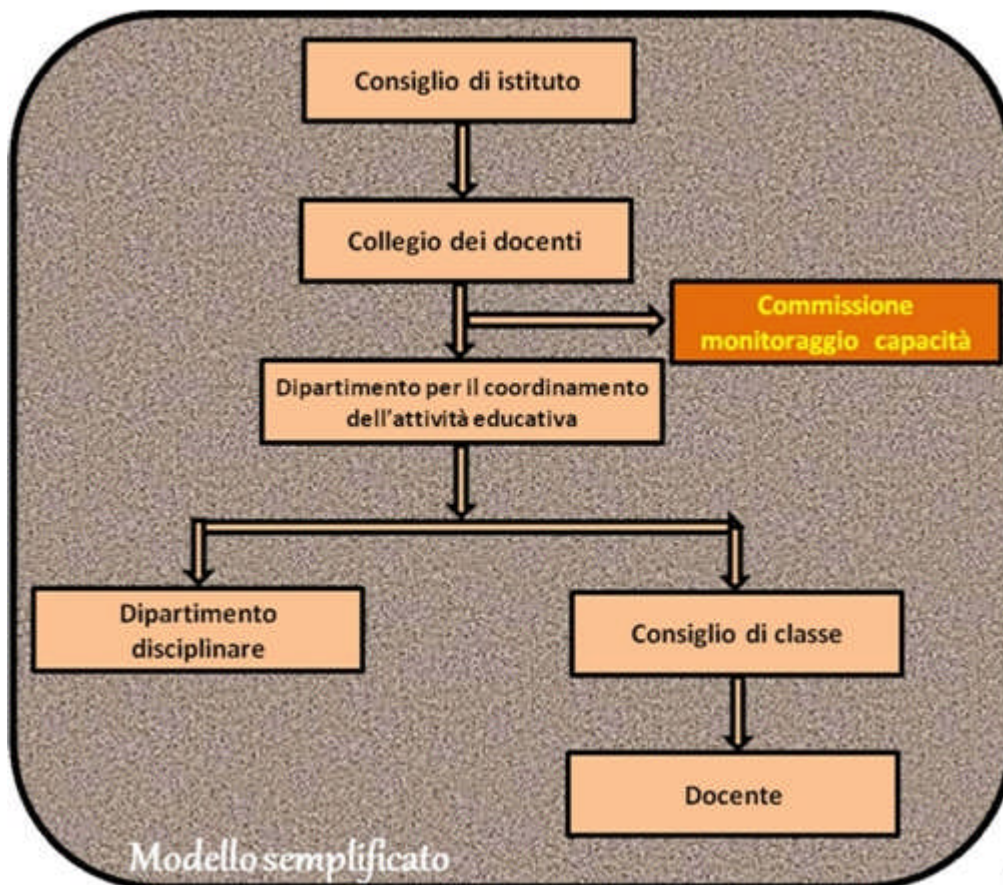 Consiglio di istituto
Collegio dei docenti
Commissione
monitoraggio capacità
Dipartimento per il coordinamento
dell'attività educativa
Dipartimento
disciplinare
Consiglio di classe
Docente
Modello semplificato